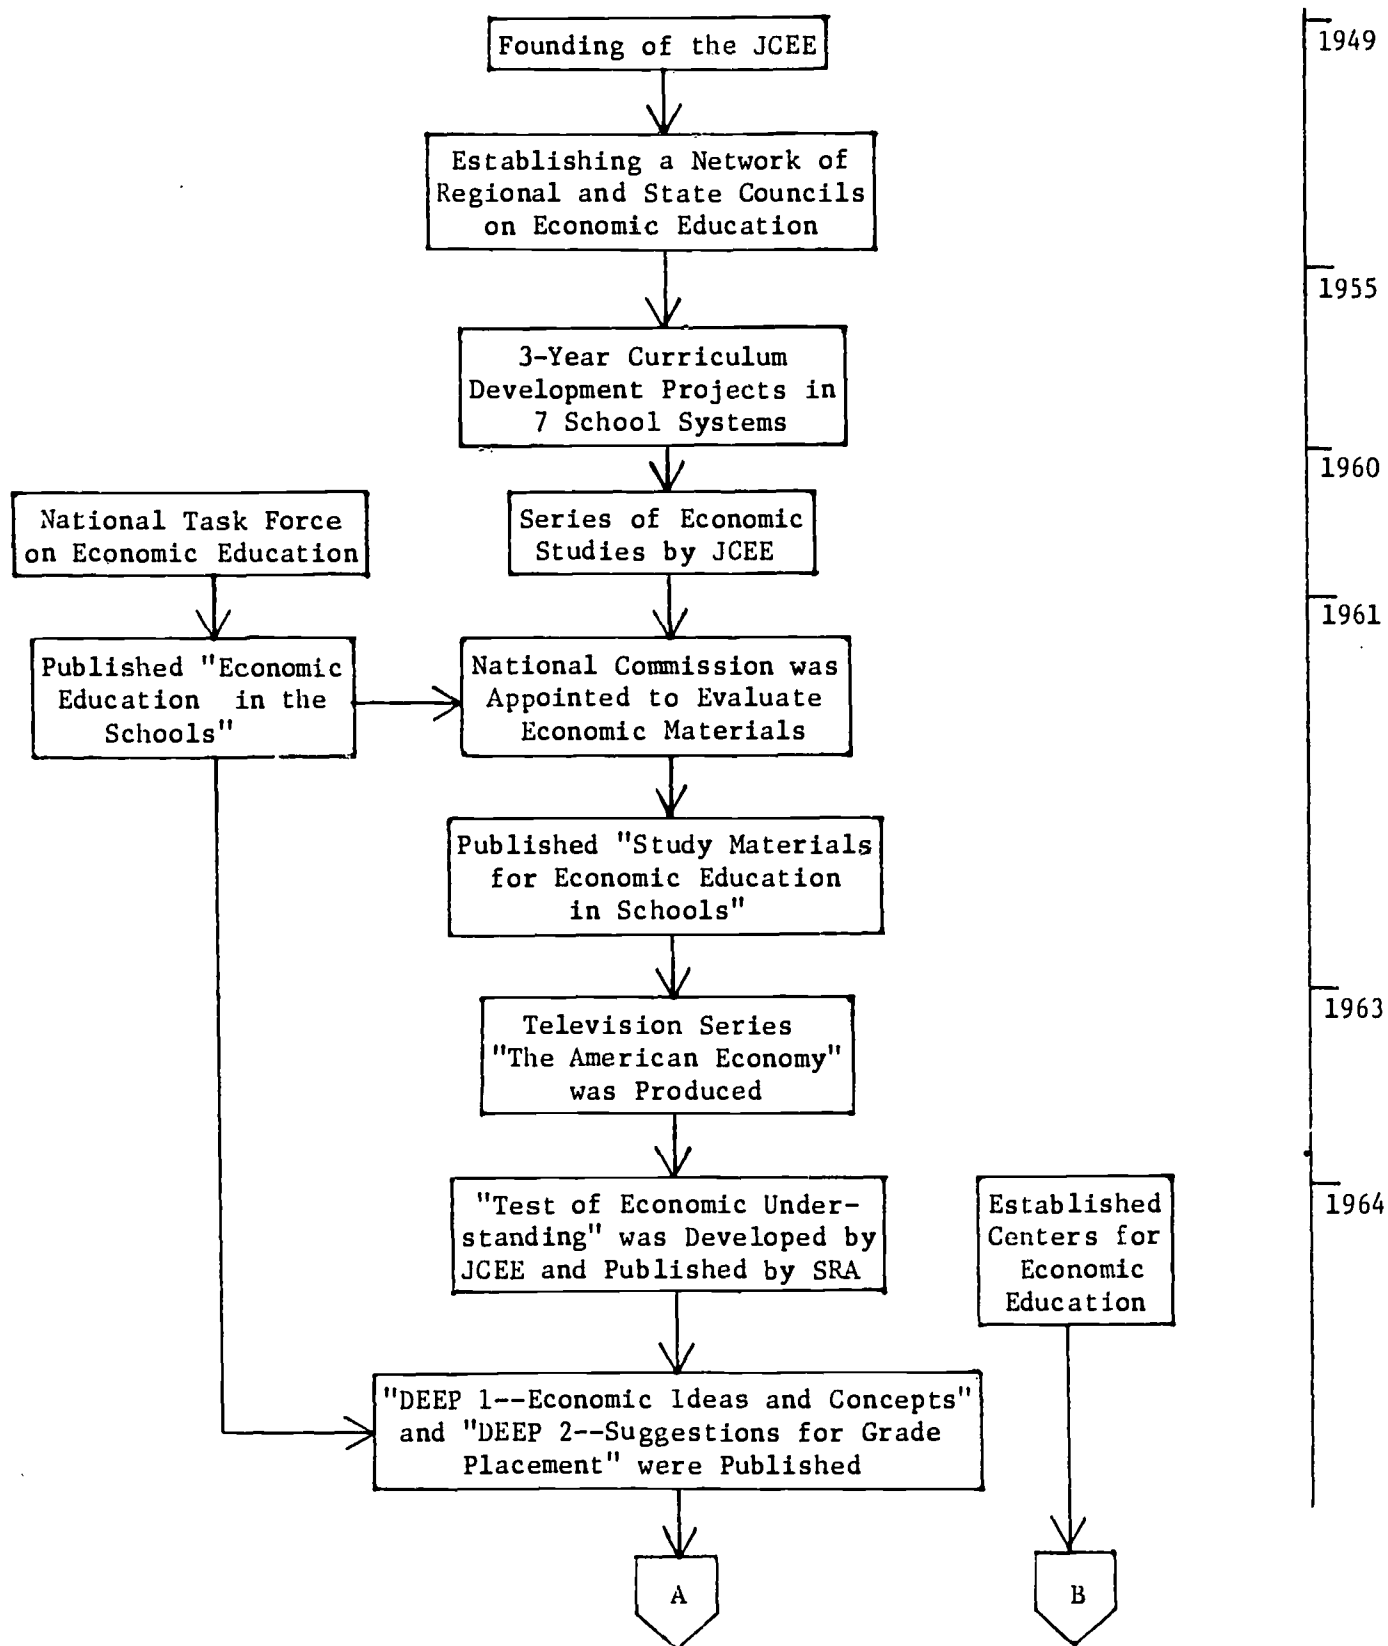 Founding of the JCEE
1949
Establishing a Network of
Regional and State Councils
on Economic Education
1955
3-Year Curriculum
Development Projects in
7 School Systems
1960
National Task Force
on Economic Education
Series of Economic
Studies by JCEE
1961
Published "Economic
Education in the
Schools"
National Commission was
Appointed to Evaluate
Economic Materials
Published "Study Materials
for Economic Education
in Schools"
1963
Television Series
"The American Economy"
was Produced
1964
"Test of Economic Under-
standing" was Developed by
JCEE and Published by SRA
Established
Centers for
Economic
Education
"DEEP 1--Economic Ideas and Concepts"
and "DEEP 2--Suggestions for Grade
Placement" were Published
A
B